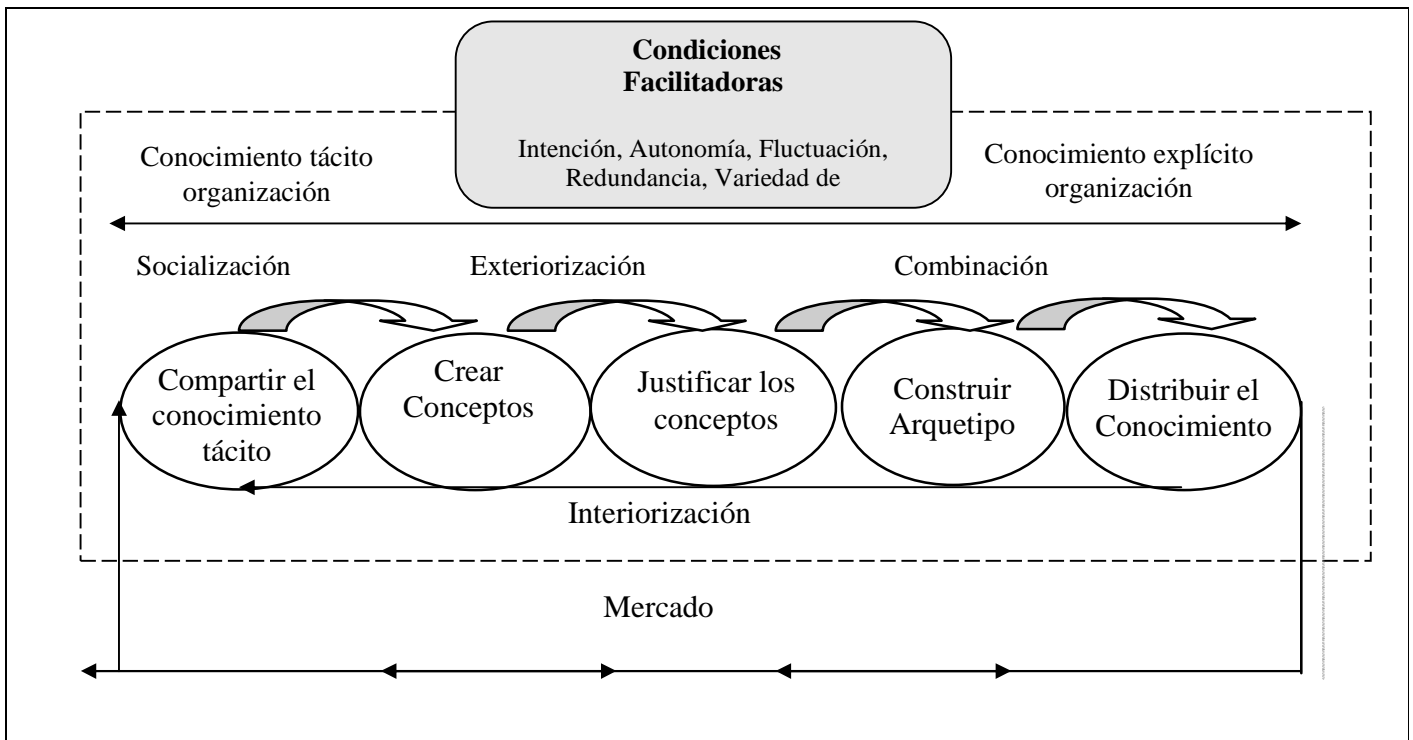 Condiciones
Facilitadoras
Intención, Autonomía, Fluctuación,
Redundancia, Variedad de
Conocimiento tácito
organización
Conocimiento explícito
organización
Socialización
Exteriorización
Combinación
Compartir el
conocimiento
tácito
Crear
Conceptos
Justificar los
conceptos
Construir
Arquetipo
Distribuir el
Conocimiento
Interiorización
Mercado